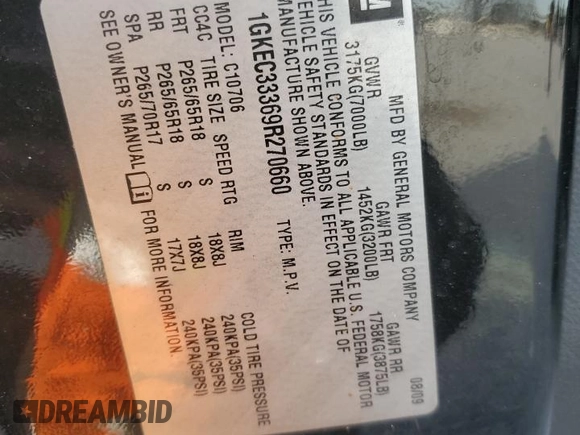 GM ®
MFD BY GENERAL MOTORS COMPANY 08/09
GVWR GAWR FRT GAWR RR
3175KG(7000LB) 1452KG(3200LB) 1758KG(3875LB)
THIS VEHICLE CONFORMS TO ALL APPLICABLE U.S. FEDERAL MOTOR
VEHICLE SAFETY STANDARDS IN EFFECT ON THE DATE OF
MANUFACTURE SHOWN ABOVE.
1GKEC33369R270660 TYPE: M.P.V.
MODEL: C10706
CC4C TIRE SIZE SPEED RTG RIM COLD TIRE PRESSURE
FRT P265/65R18 S 18X8J 240KPA(35PSI)
RR P265/65R18 S 18X8J 240KPA(35PSI)
SPA P265/70R17 S 17X7J 240KPA(35PSI)
SEE OWNER'S MANUAL i FOR MORE INFORMATION.
DREAMBID